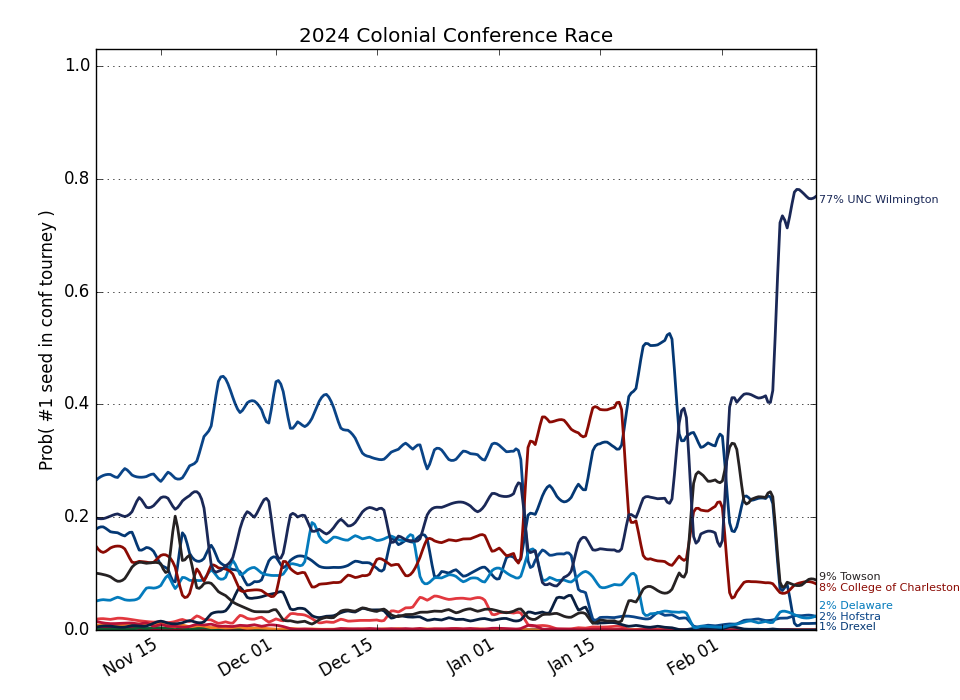 2024 Colonial Conference Race
Prob( #1 seed in conf tourney )
1.0
0.8
0.6
0.4
0.2
0.0
Nov 15
Dec 01
Dec 15
Jan 01
Jan 15
Feb 01
77% UNC Wilmington
9% Towson
8% College of Charleston
2% Delaware
2% Hofstra
1% Drexel